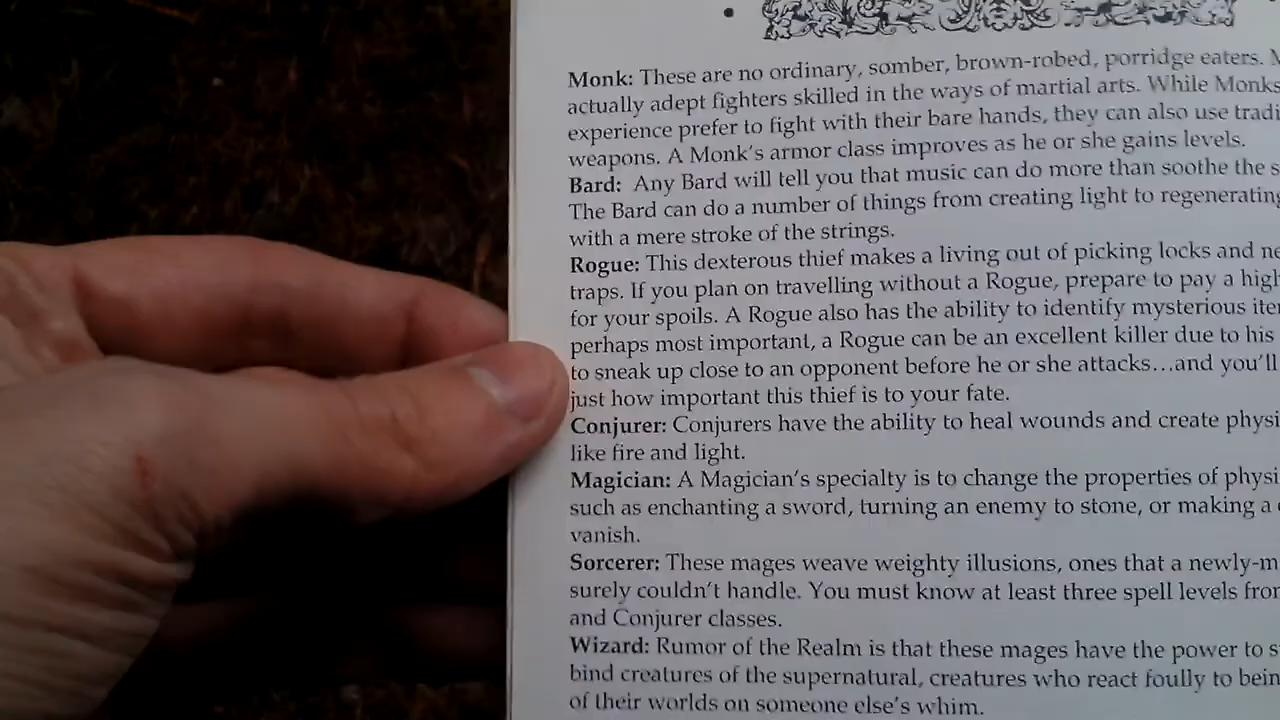 Monk: These are no ordinary, somber, brown-robed, porridge eaters.
actually adept fighters skilled in the ways of martial arts. While Monks
experience prefer to fight with their bare hands, they can also use
weapons. A Monk's armor class improves as he or she gains levels.
Bard: Any Bard will tell you that music can do more than soothe the
The Bard can do a number of things from creating light to regenerating
with a mere stroke of the strings.
Rogue: This dexterous thief makes a living out of picking locks and
traps. If you plan on travelling without a Rogue, prepare to pay a
for your spoils. A Rogue also has the ability to identify mysterious
perhaps most important, a Rogue can be an excellent killer due to his
to sneak up close to an opponent before he or she attacks...and you'll
just how important this thief is to your fate.
Conjurer: Conjurers have the ability to heal wounds and create
like fire and light.
Magician: A Magician's specialty is to change the properties of
such as enchanting a sword, turning an enemy to stone, or making a
vanish.
Sorcerer: These mages weave weighty illusions, ones that a
surely couldn't handle. You must know at least three spell levels
and Conjurer classes.
Wizard: Rumor of the Realm is that these mages have the power to
bind creatures of the supernatural, creatures who react foully to
of their worlds on someone else's whim.